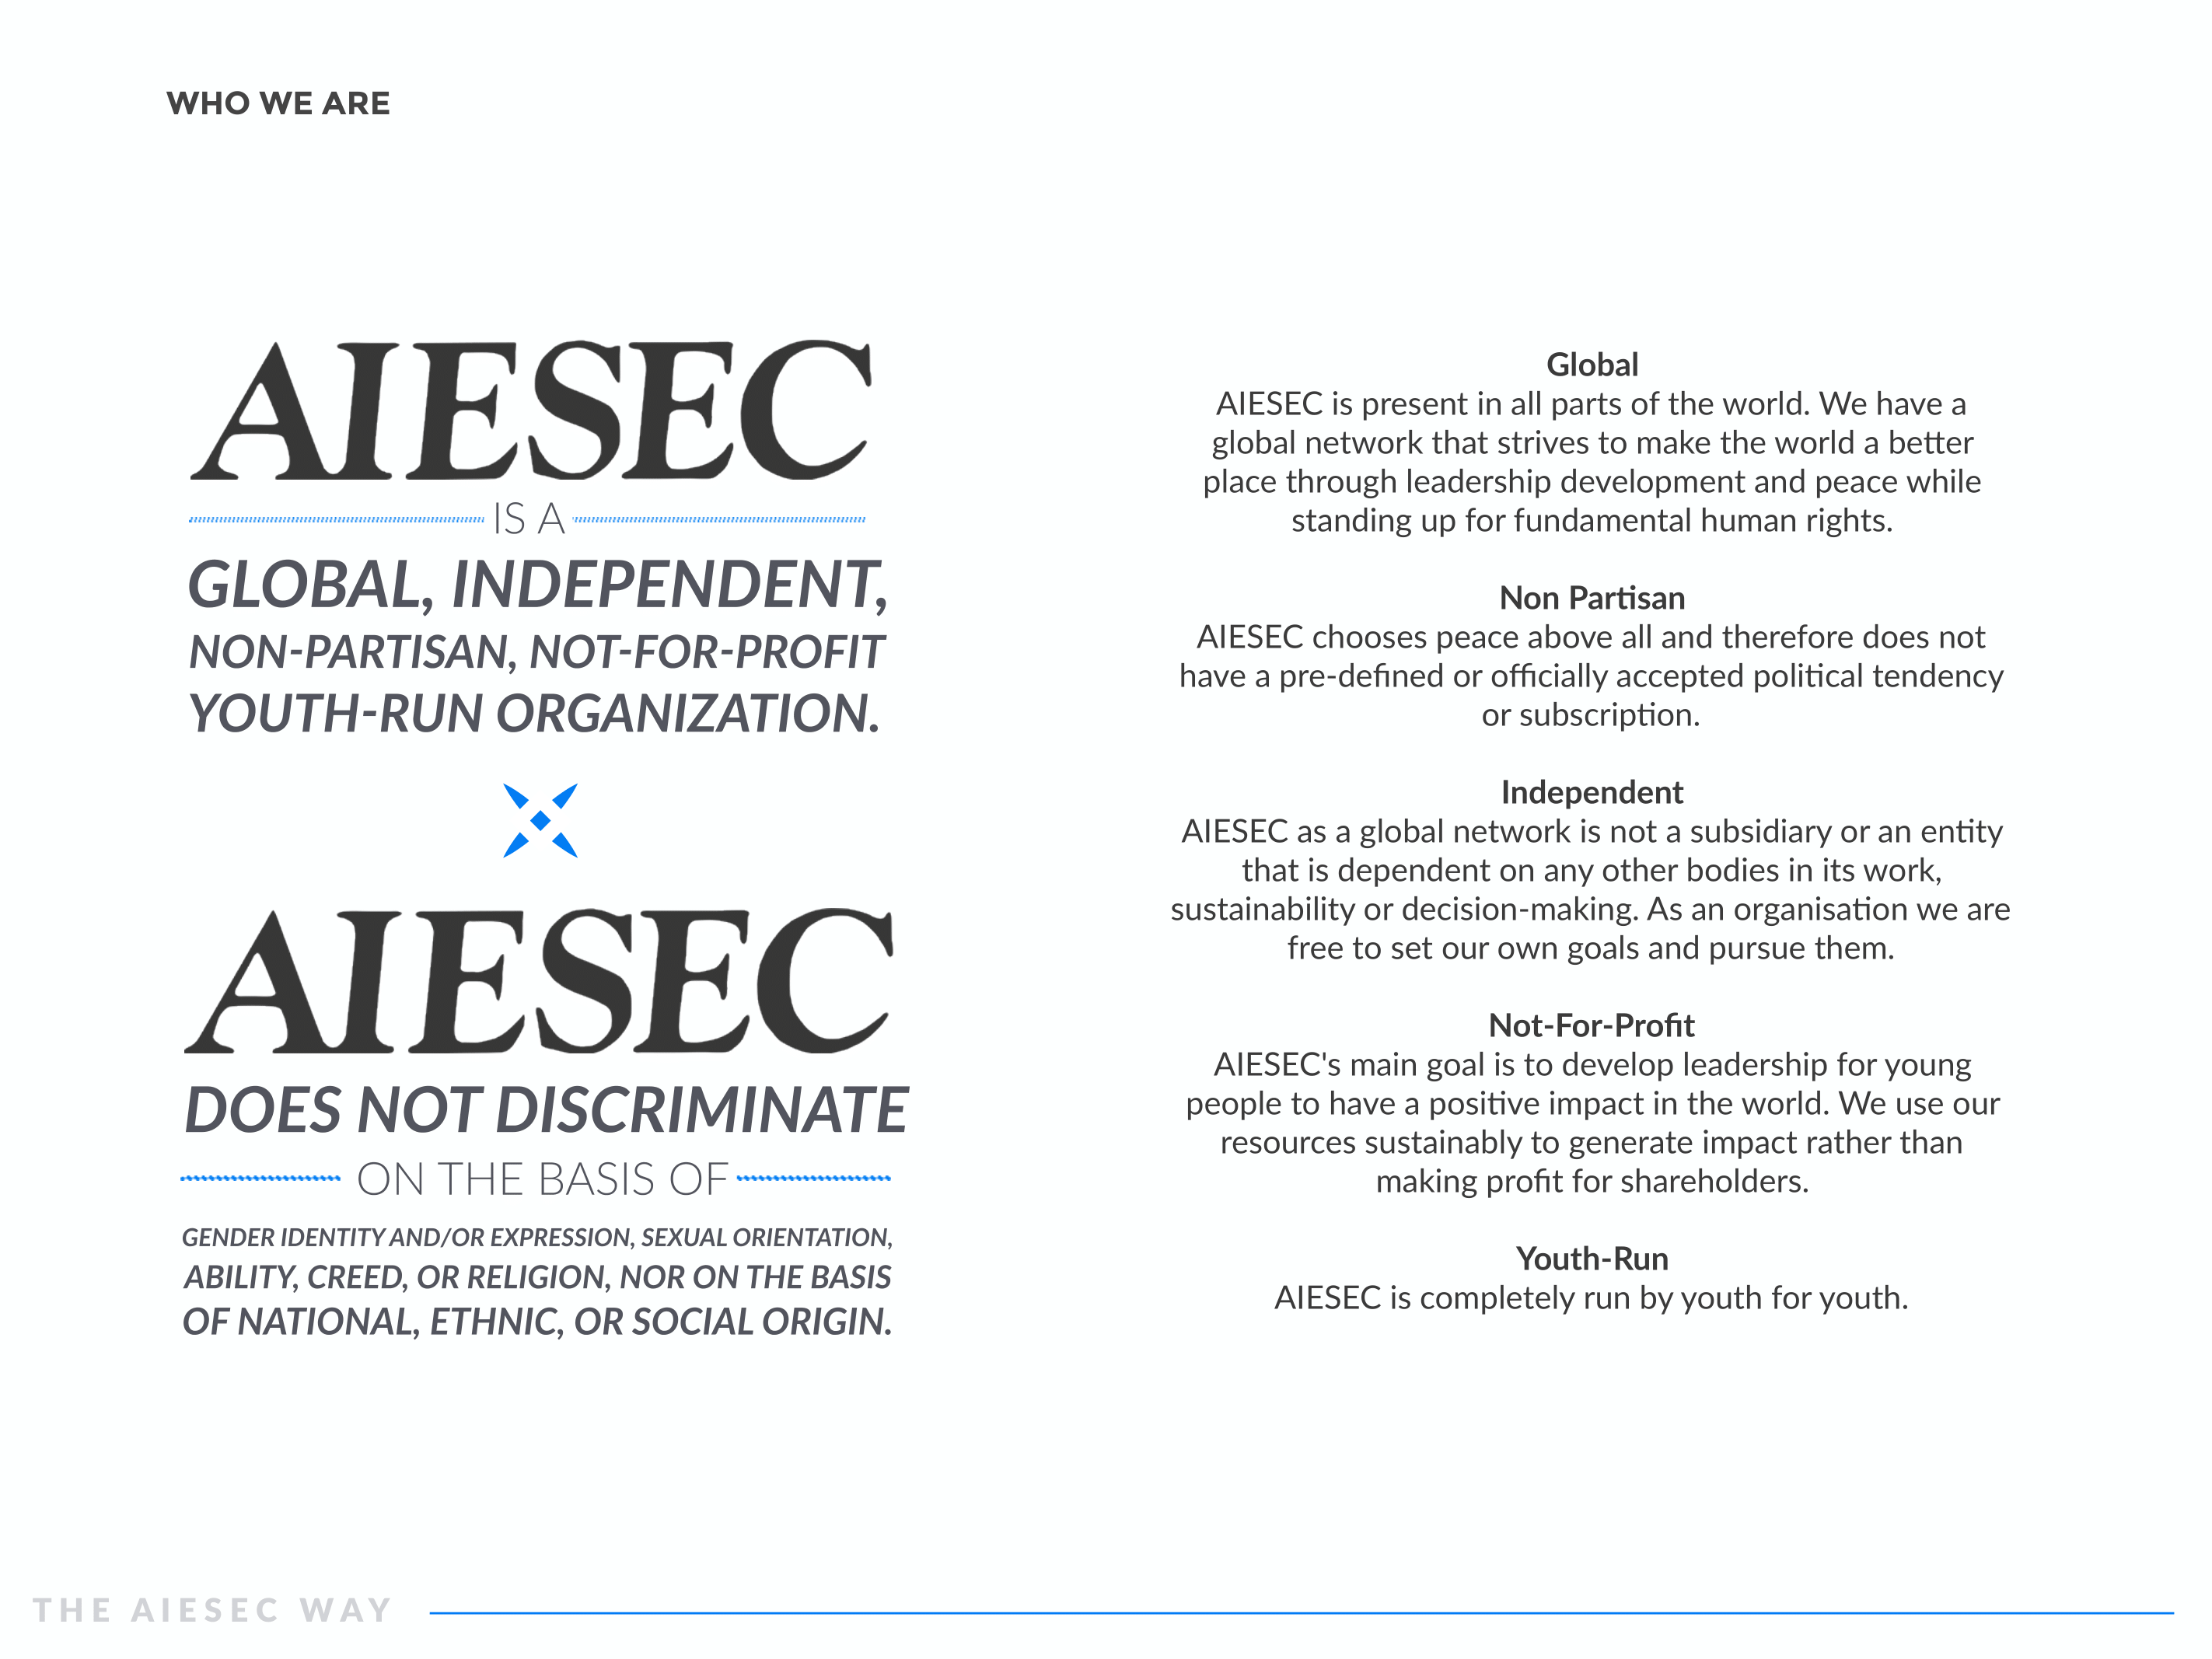 WHO WE ARE
AIESEC
IS A
GLOBAL, INDEPENDENT,
NON-PARTISAN, NOT-FOR-PROFIT
YOUTH-RUN ORGANIZATION.
AIESEC
DOES NOT DISCRIMINATE
ON THE BASIS OF
GENDER IDENTITY AND/OR EXPRESSION, SEXUAL ORIENTATION,
ABILITY, CREED, OR RELIGION, NOR ON THE BASIS
OF NATIONAL, ETHNIC, OR SOCIAL ORIGIN.
Global
AIESEC is present in all parts of the world. We have a
global network that strives to make the world a better
place through leadership development and peace while
standing up for fundamental human rights.
Non Partisan
AIESEC chooses peace above all and therefore does not
have a pre-defined or officially accepted political tendency
or subscription.
Independent
AIESEC as a global network is not a subsidiary or an entity
that is dependent on any other bodies in its work,
sustainability or decision-making. As an organisation we are
free to set our own goals and pursue them.
Not-For-Profit
AIESEC's main goal is to develop leadership for young
people to have a positive impact in the world. We use our
resources sustainably to generate impact rather than
making profit for shareholders.
Youth-Run
AIESEC is completely run by youth for youth.
THE AIESEC WAY